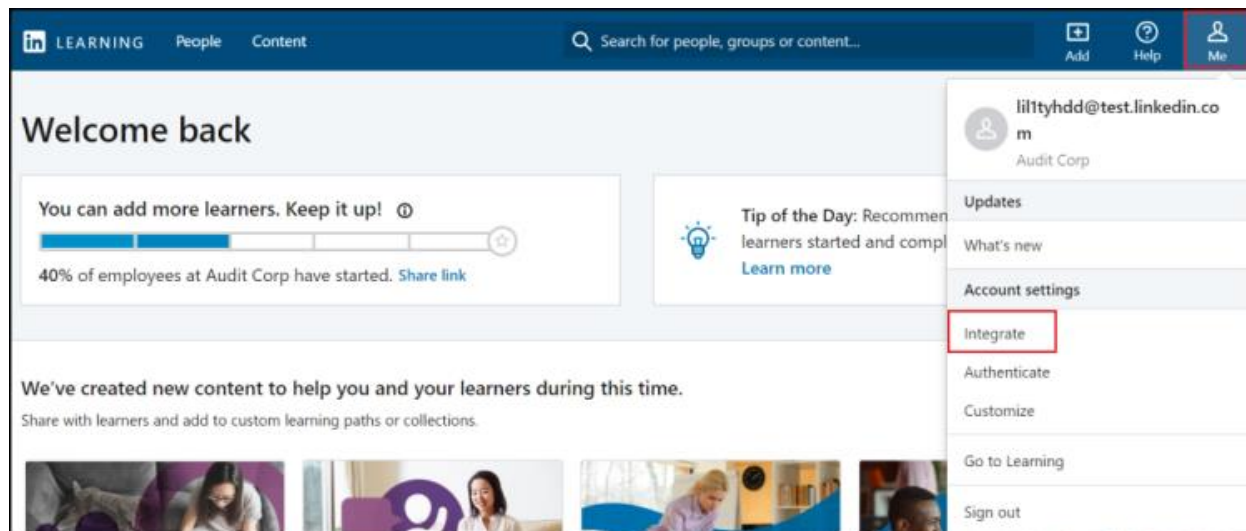 in LEARNING People Content Search for people, groups or content... Add Help Me
Welcome back
You can add more learners. Keep it up!
40% of employees at Audit Corp have started. Share link
Tip of the Day: Recommen
learners started and compl
Learn more
We've created new content to help you and your learners during this time.
Share with learners and add to custom learning paths or collections.
lil1tyhdd@test.linkedin.co
m
Audit Corp
Updates
What's new
Account settings
Integrate
Authenticate
Customize
Go to Learning
Sign out